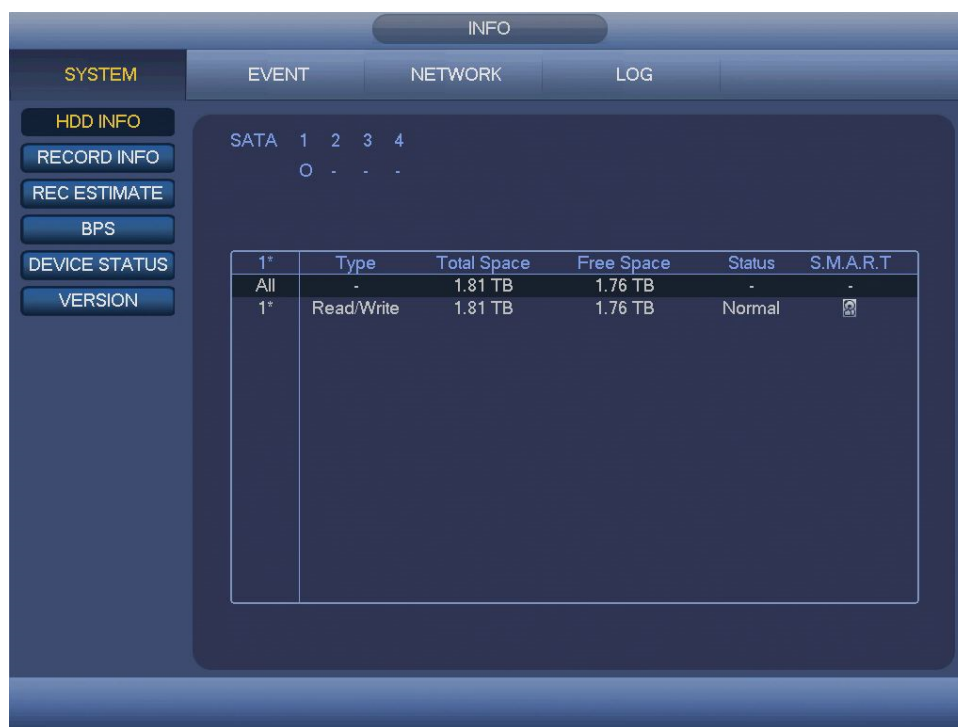 INFO
SYSTEM EVENT NETWORK LOG
HDD INFO
RECORD INFO
REC ESTIMATE
BPS
DEVICE STATUS
VERSION
SATA 1 2 3 4
O - - -
1* Type Total Space Free Space Status S.M.A.R.T
All - 1.81 TB 1.76 TB - -
1* Read/Write 1.81 TB 1.76 TB Normal